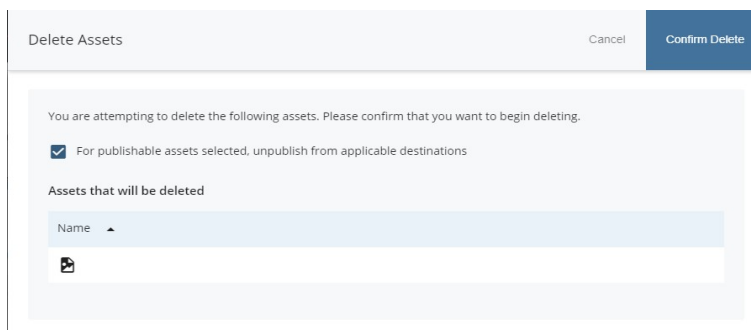 Delete Assets
Cancel
Confirm Delete
You are attempting to delete the following assets. Please confirm that you want to begin deleting.
For publishable assets selected, unpublish from applicable destinations
Assets that will be deleted
Name